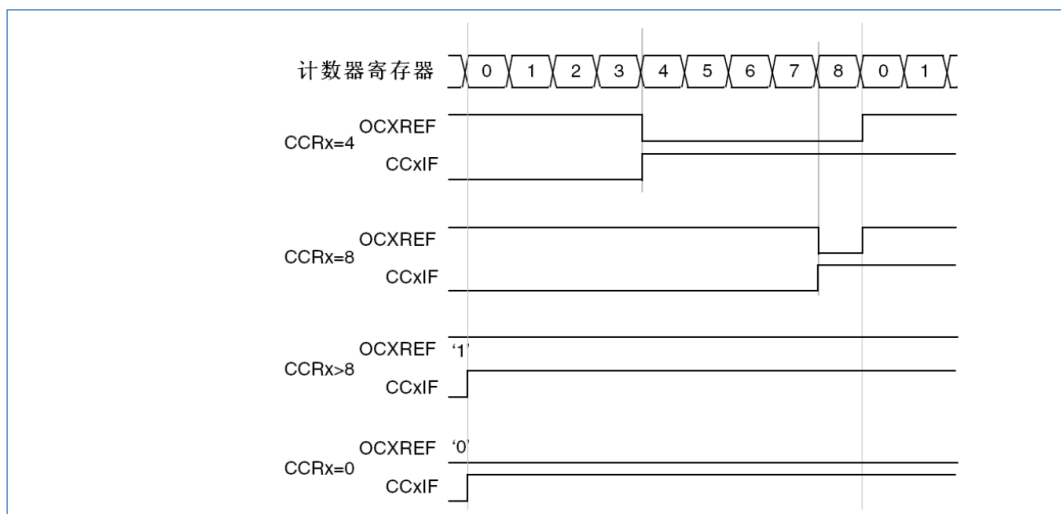 计数器寄存器 0 1 2 3 4 5 6 7 8 0 1
OCXREF
CCRx=4
CCxIF
OCXREF
CCRx=8
CCxIF
OCXREF '1'
CCRx>8
CCxIF
OCXREF '0'
CCRx=0
CCxIF